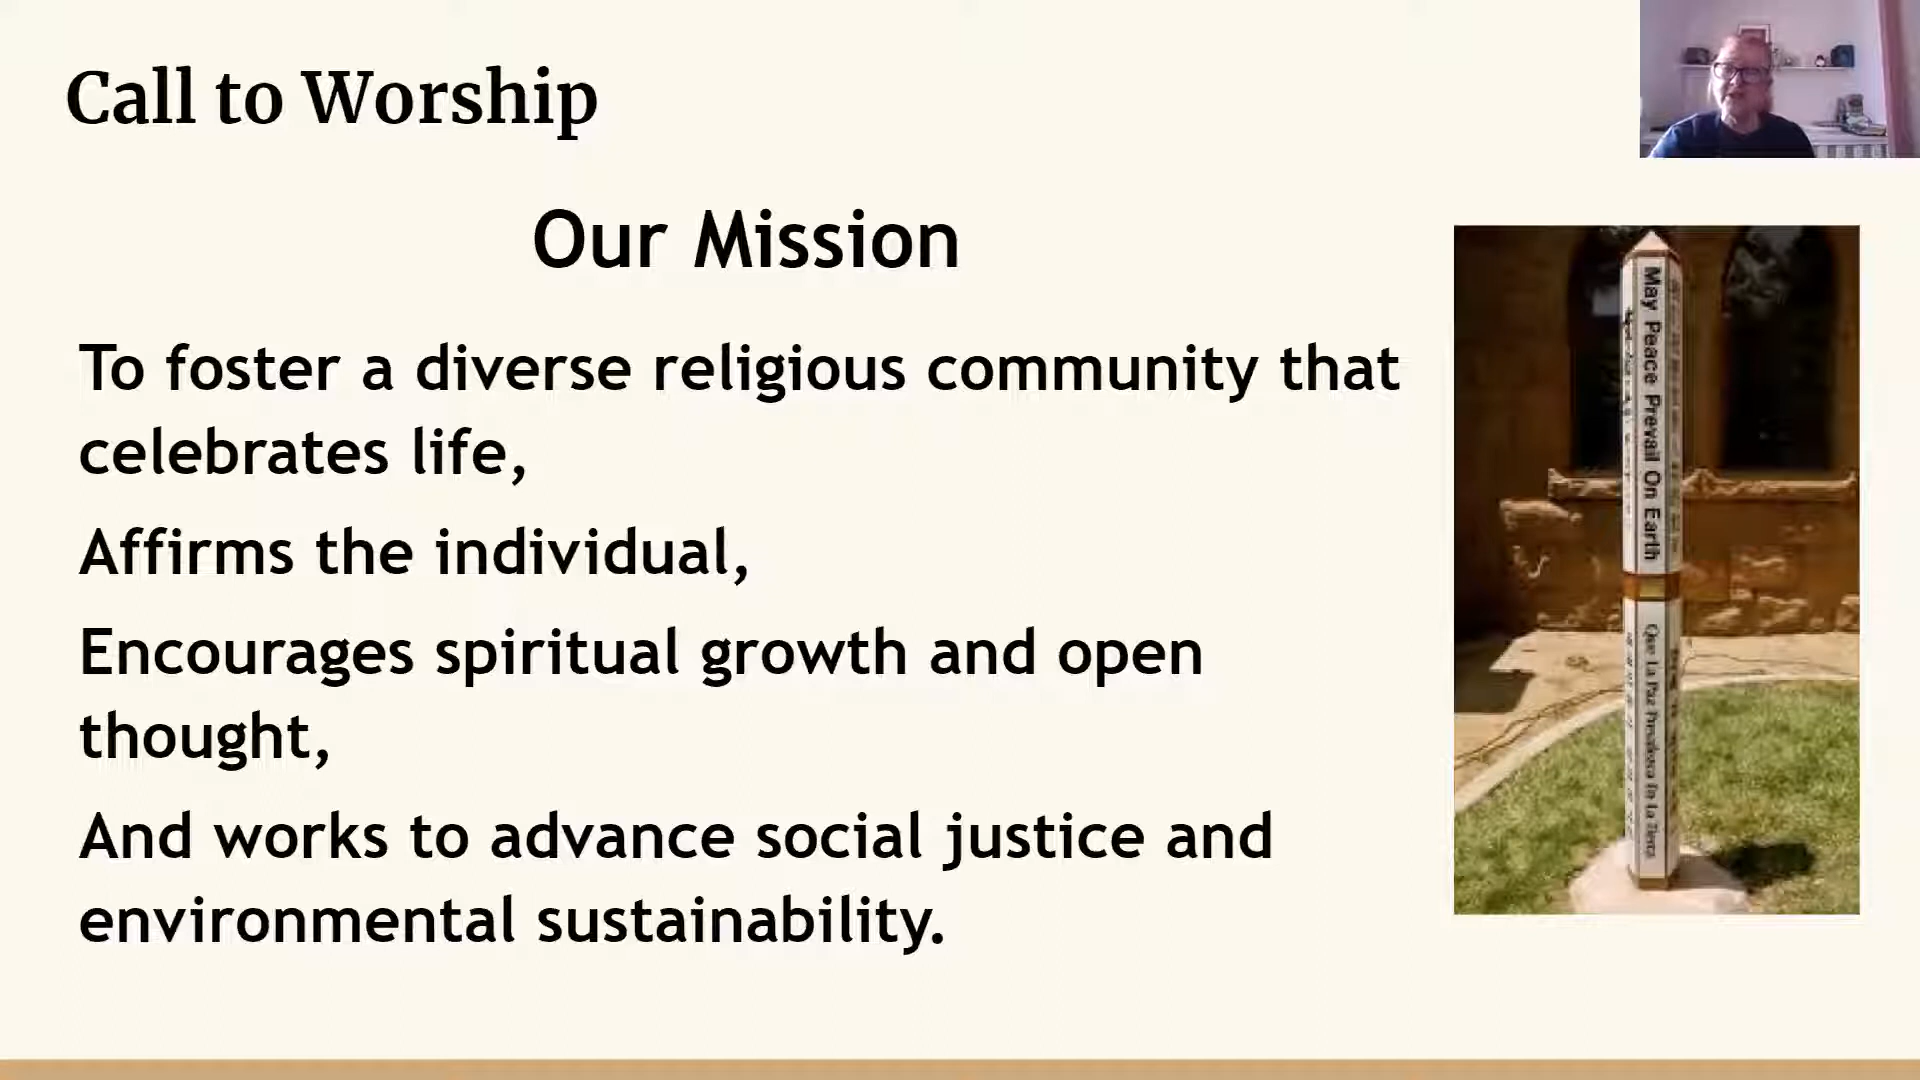 Call to Worship
Our Mission
To foster a diverse religious community that
celebrates life,
Affirms the individual,
Encourages spiritual growth and open
thought,
And works to advance social justice and
environmental sustainability.
May Peace Prevail On Earth
Que La Paz Prevalezca En La Tierra